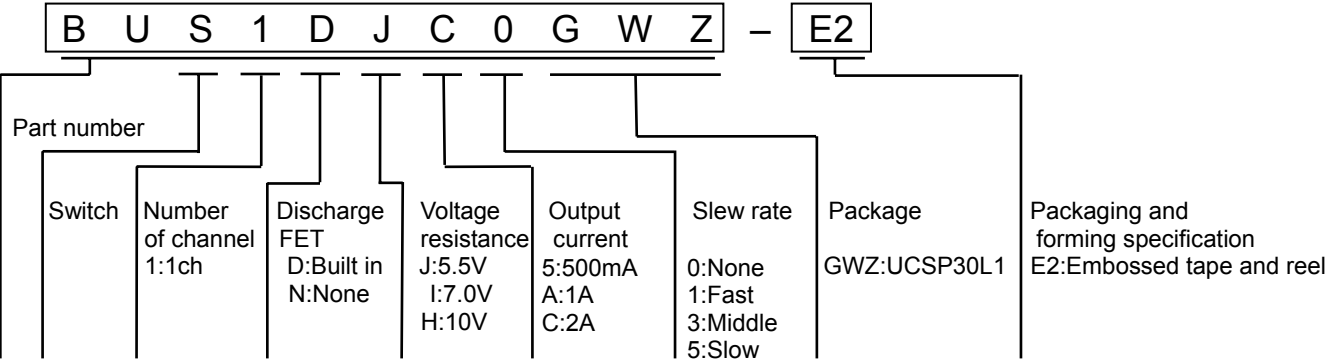 B U S 1 D J C 0 G W Z – E2
Part number
Switch
Number
of channel
1:1ch
Discharge
FET
D:Built in
N:None
Voltage
resistance
J:5.5V
I:7.0V
H:10V
Output
current
5:500mA
A:1A
C:2A
Slew rate
0:None
1:Fast
3:Middle
5:Slow
Package
GWZ:UCSP30L1
Packaging and
forming specification
E2:Embossed tape and reel